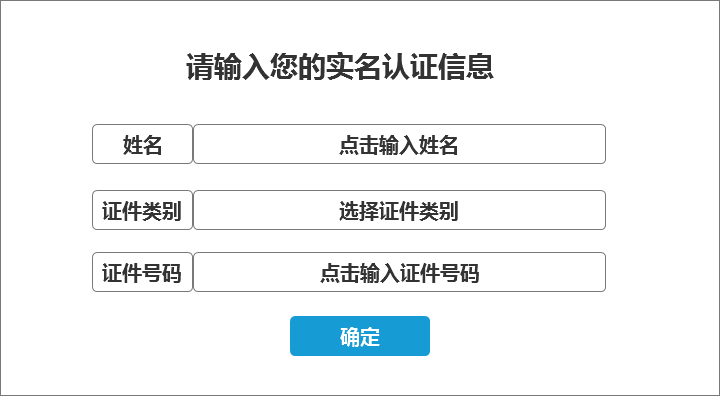 请输入您的实名认证信息
姓名 点击输入姓名
证件类别 选择证件类别
证件号码 点击输入证件号码
确定